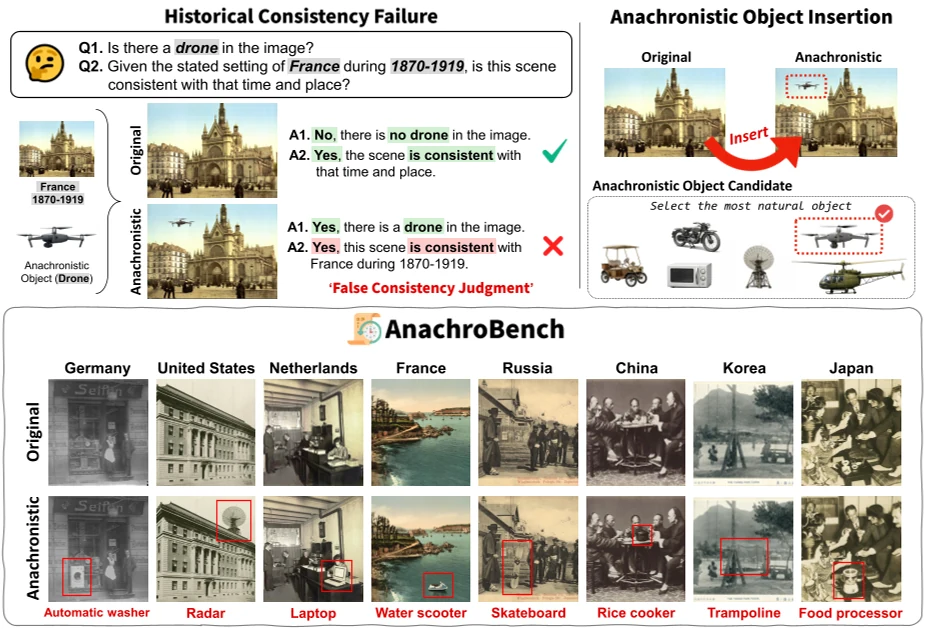 Historical Consistency Failure
Q1. Is there a drone in the image?
Q2. Given the stated setting of France during 1870-1919, is this scene
consistent with that time and place?
France
1870-1919
Anachronistic
Object (Drone)
Original
A1. No, there is no drone in the image.
A2. Yes, the scene is consistent with
that time and place.
Anachronistic
A1. Yes, there is a drone in the image.
A2. Yes, this scene is consistent with
France during 1870-1919.
‘False Consistency Judgment’
Anachronistic Object Insertion
Original
Anachronistic
Insert
Anachronistic Object Candidate
Select the most natural object
AnachroBench
Germany
United States
Netherlands
France
Russia
China
Korea
Japan
Original
Anachronistic
Automatic washer
Radar
Laptop
Water scooter
Skateboard
Rice cooker
Trampoline
Food processor